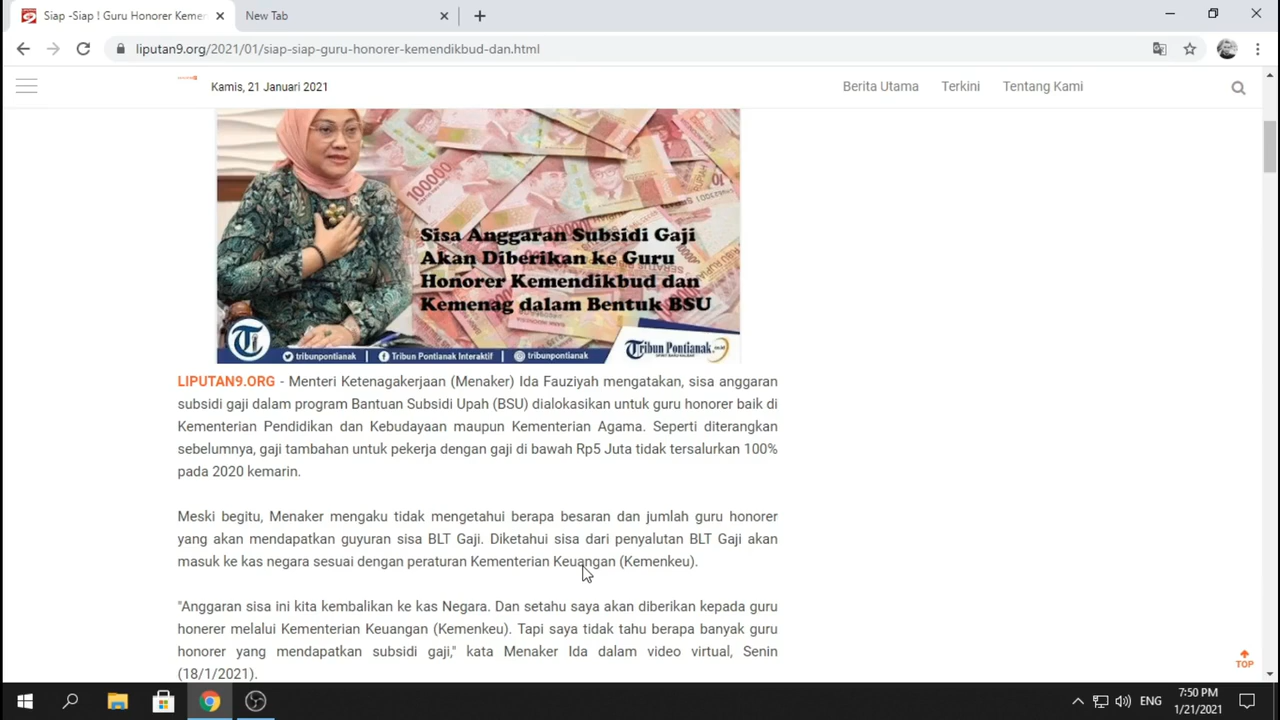 Siap -Siap ! Guru Honorer Kemen
New Tab
liputan9.org/2021/01/siap-siap-guru-honorer-kemendikbud-dan.html
Kamis, 21 Januari 2021
Berita Utama
Terkini
Tentang Kami
100000
Sisa Anggaran Subsidi Gaji
Akan Diberikan ke Guru
Honorer Kemendikbud dan
Kemenag dalam Bentuk BSU
tribunpontianak
Tribun Pontianak Interaktif
tribunpontianak
Tribun Pontianak.co.id
LIPUTAN9.ORG - Menteri Ketenagakerjaan (Menaker) Ida Fauziyah mengatakan, sisa anggaran
subsidi gaji dalam program Bantuan Subsidi Upah (BSU) dialokasikan untuk guru honorer baik di
Kementerian Pendidikan dan Kebudayaan maupun Kementerian Agama. Seperti diterangkan
sebelumnya, gaji tambahan untuk pekerja dengan gaji di bawah Rp5 Juta tidak tersalurkan 100%
pada 2020 kemarin.
Meski begitu, Menaker mengaku tidak mengetahui berapa besaran dan jumlah guru honorer
yang akan mendapatkan guyuran sisa BLT Gaji. Diketahui sisa dari penyalutan BLT Gaji akan
masuk ke kas negara sesuai dengan peraturan Kementerian Keuangan (Kemenkeu).
"Anggaran sisa ini kita kembalikan ke kas Negara. Dan setahu saya akan diberikan kepada guru
honerer melalui Kementerian Keuangan (Kemenkeu). Tapi saya tidak tahu berapa banyak guru
honorer yang mendapatkan subsidi gaji," kata Menaker Ida dalam video virtual, Senin
(18/1/2021).
TOP
ENG
7:50 PM
1/21/2021